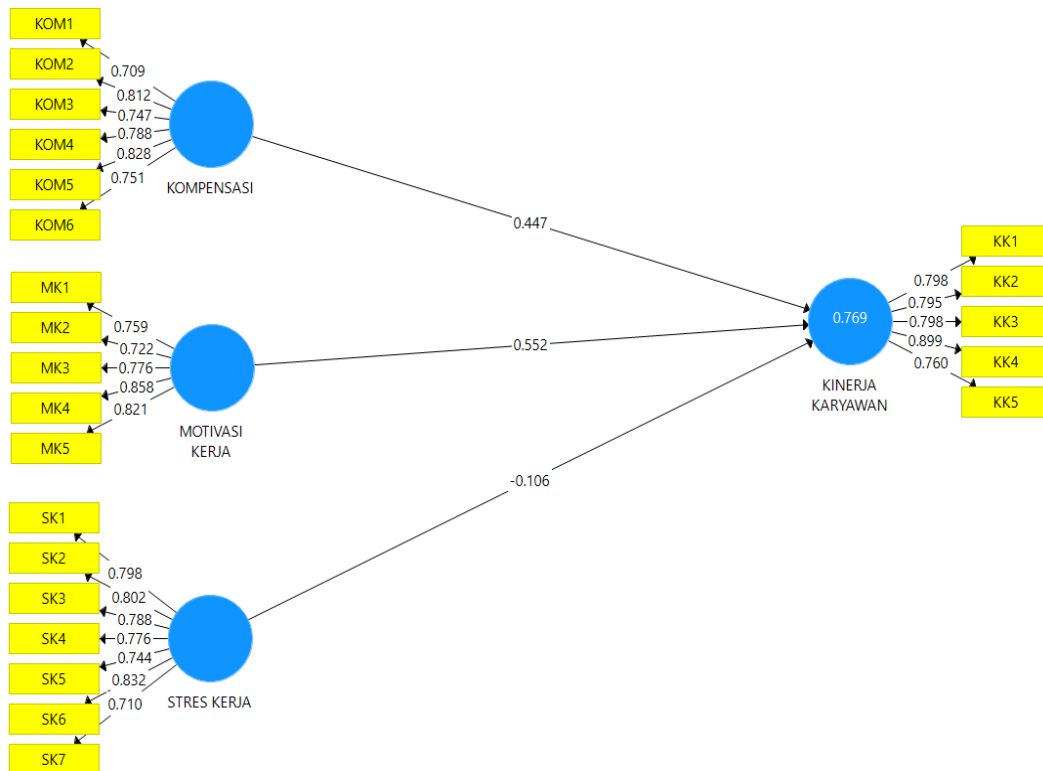 KOM1
KOM2
KOM3
KOM4
KOM5
KOM6
0.709
0.812
0.747
0.788
0.828
0.751
KOMPENSASI
0.447
MK1
MK2
MK3
MK4
MK5
0.759
0.722
0.776
0.858
0.821
MOTIVASI
KERJA
0.552
SK1
SK2
SK3
SK4
SK5
SK6
SK7
0.798
0.802
0.788
0.776
0.744
0.832
0.710
STRES KERJA
-0.106
0.769
KINERJA
KARYAWAN
0.798
0.795
0.798
0.899
0.760
KK1
KK2
KK3
KK4
KK5